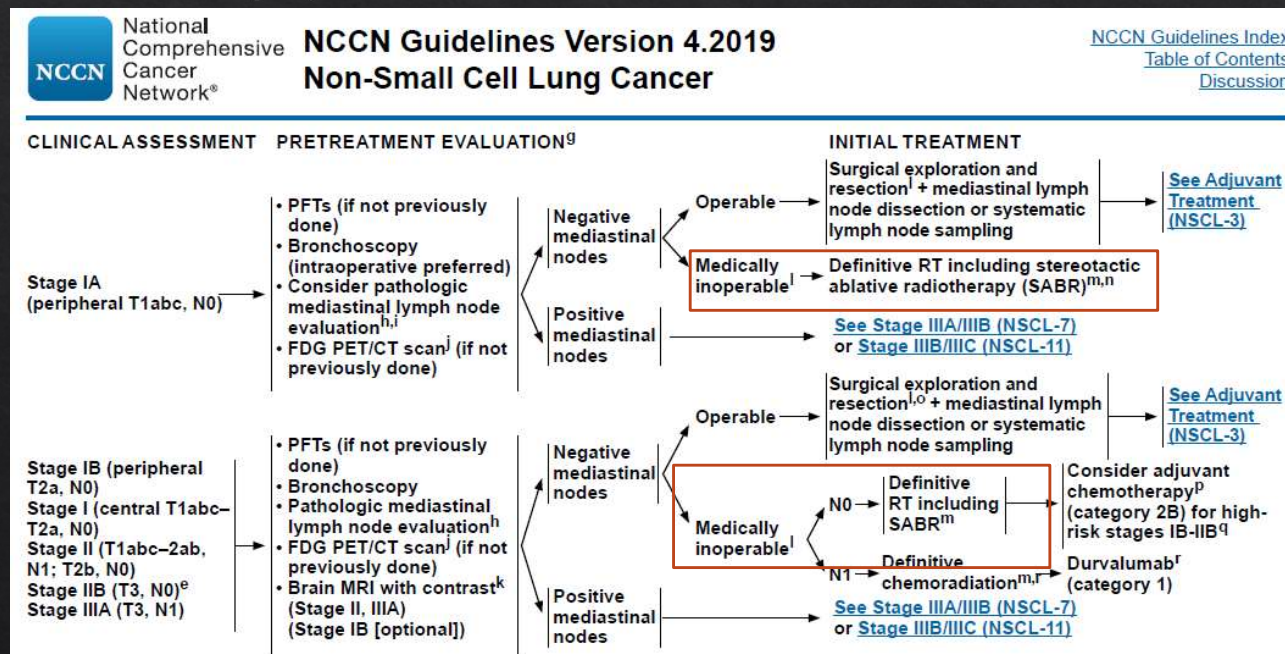 National
Comprehensive
Cancer
Network®
NCCN
NCCN Guidelines Version 4.2019
Non-Small Cell Lung Cancer
NCCN Guidelines Index
Table of Contents
Discussion
CLINICAL ASSESSMENT
PRETREATMENT EVALUATIONg
INITIAL TREATMENT
Stage IA
(peripheral T1abc, N0)
• PFTs (if not previously
done)
• Bronchoscopy
(intraoperative preferred)
• Consider pathologic
mediastinal lymph node
evaluationh,i
• FDG PET/CT scanj (if not
previously done)
Negative
mediastinal
nodes
Operable
Surgical exploration and
resectionl + mediastinal lymph
node dissection or systematic
lymph node sampling
See Adjuvant
Treatment
(NSCL-3)
Medically
inoperablel
Definitive RT including stereotactic
ablative radiotherapy (SABR)m,n
Positive
mediastinal
nodes
See Stage IIIA/IIIB (NSCL-7)
or Stage IIIB/IIIC (NSCL-11)
Stage IB (peripheral
T2a, N0)
Stage I (central T1abc–
T2a, N0)
Stage II (T1abc–2ab,
N1; T2b, N0)
Stage IIB (T3, N0)e
Stage IIIA (T3, N1)
• PFTs (if not previously
done)
• Bronchoscopy
• Pathologic mediastinal
lymph node evaluationh
• FDG PET/CT scanj (if not
previously done)
• Brain MRI with contrastk
(Stage II, IIIA)
(Stage IB [optional])
Negative
mediastinal
nodes
Operable
Surgical exploration and
resectionl,o + mediastinal lymph
node dissection or systematic
lymph node sampling
See Adjuvant
Treatment
(NSCL-3)
Medically
inoperablel
N0
Definitive
RT including
SABRm
Consider adjuvant
chemotherapyp
(category 2B) for high-
risk stages IB-IIBq
N1
Definitive
chemoradiationm,r
Durvalumabr
(category 1)
Positive
mediastinal
nodes
See Stage IIIA/IIIB (NSCL-7)
or Stage IIIB/IIIC (NSCL-11)